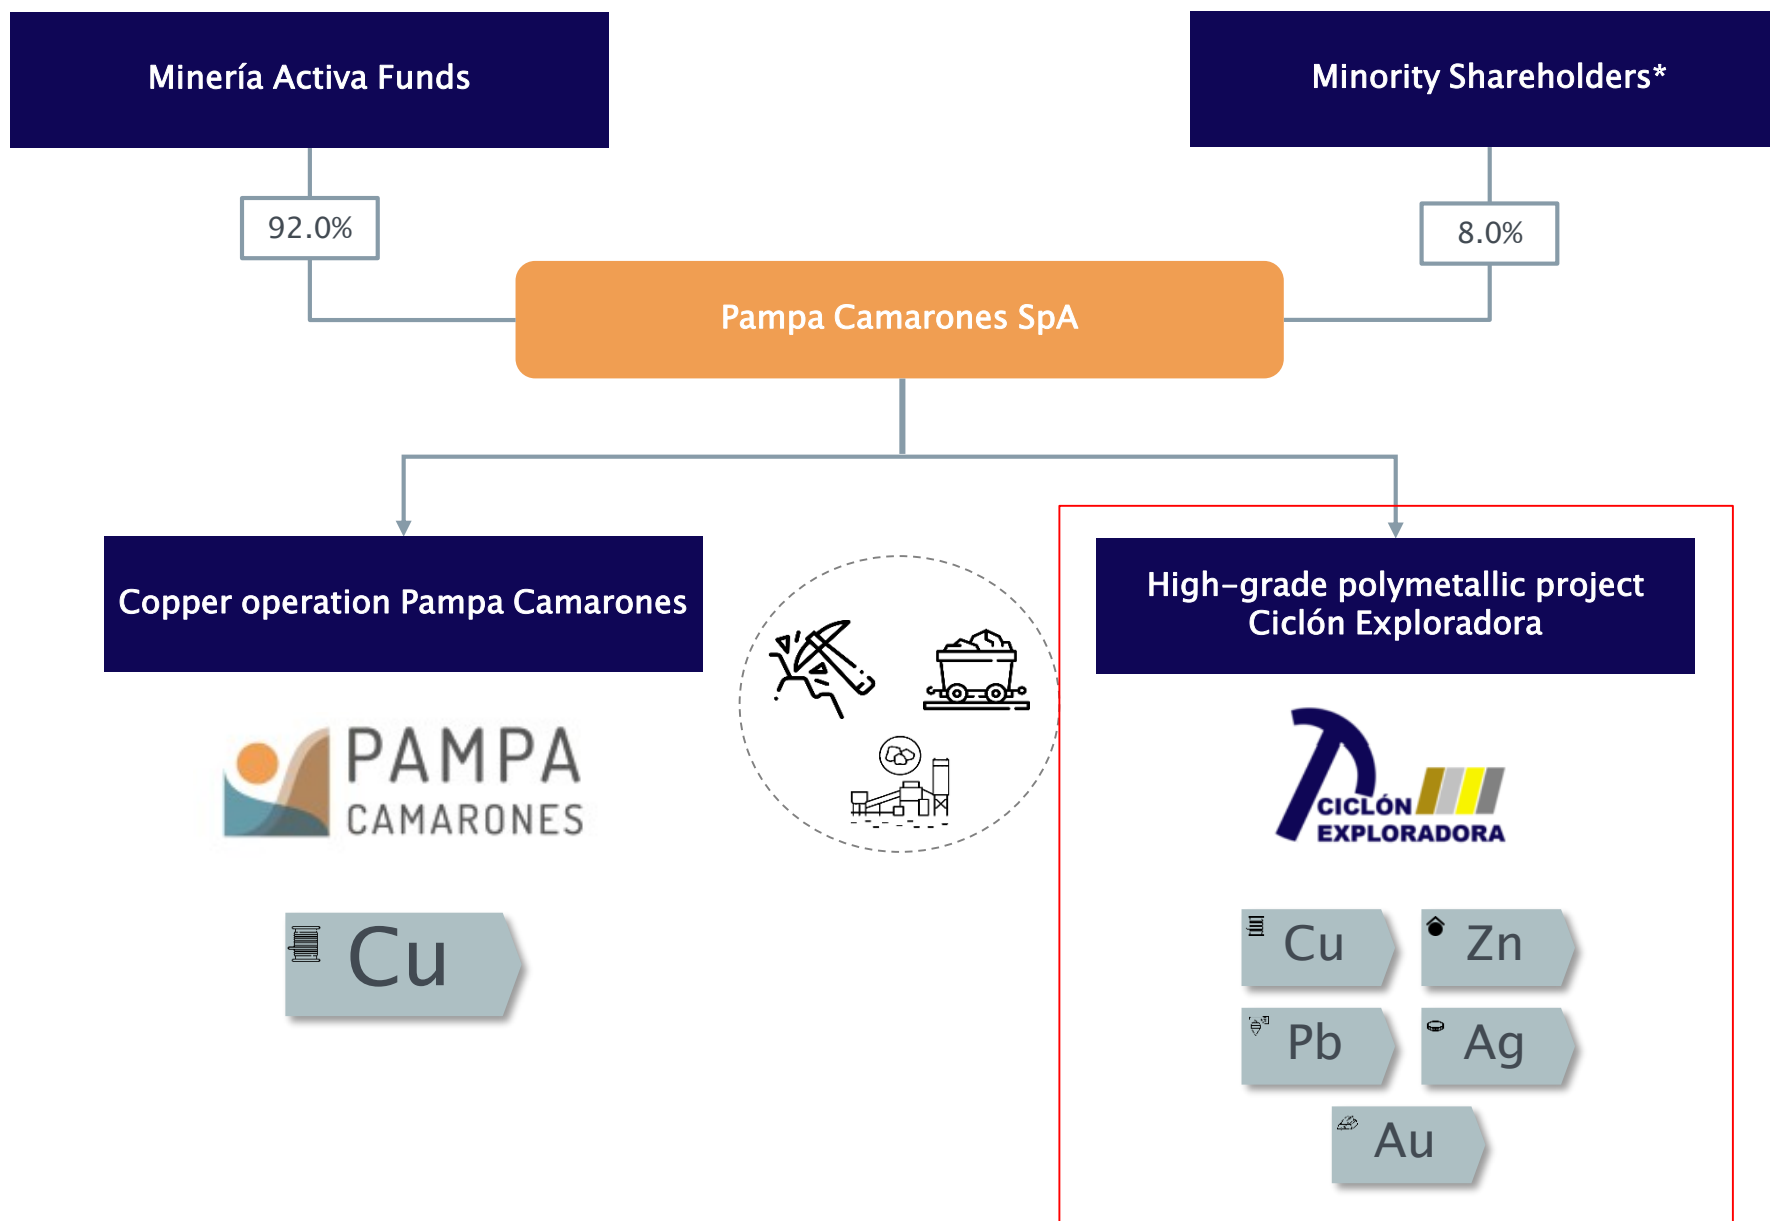 Minería Activa Funds
Minority Shareholders*
92.0%
8.0%
Pampa Camarones SpA
Copper operation Pampa Camarones
High-grade polymetallic project
Ciclón Exploradora
PAMPA
CAMARONES
CICLÓN
EXPLORADORA
Cu
Cu
Zn
Pb
Ag
Au